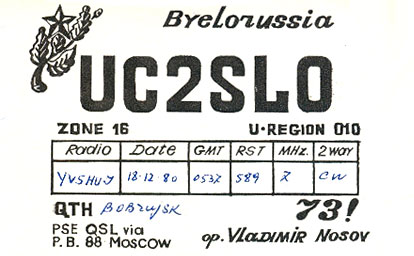 Byelorussia
UC2SLO
ZONE 16 U-REGION 010
Radio Date GMT RST MHZ. 2 way
YV5HUJ 18-12-80 0537 589 7 CW
QTH BOBRUJSK 73!
PSE QSL via
P.B. 88 Moscow op. Vladimir Nosov